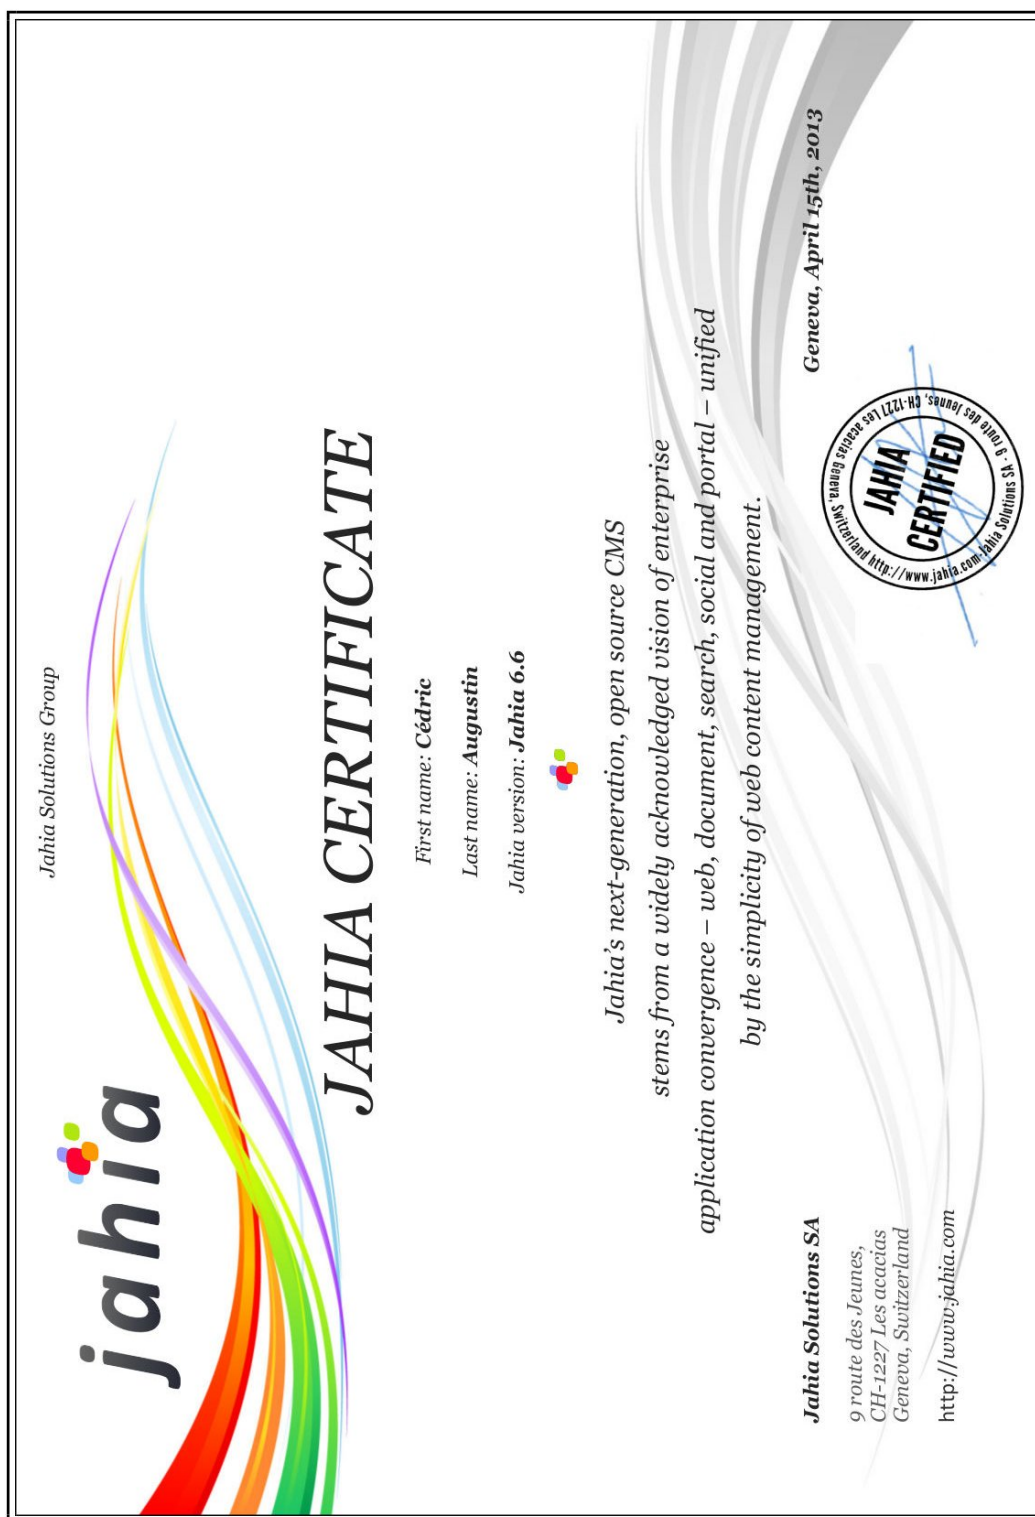 jahia
Jahia Solutions Group
JAHIA CERTIFICATE
First name: Cédric
Last name: Augustin
Jahia version: Jahia 6.6
Jahia’s next-generation, open source CMS
stems from a widely acknowledged vision of enterprise
application convergence – web, document, search, social and portal – unified
by the simplicity of web content management.
Jahia Solutions SA
9 route des Jeunes,
CH-1227 Les acacias
Geneva, Switzerland
http://www.jahia.com
Geneva, April 15th, 2013
JAHIA
CERTIFIED
Jahia Solutions SA - 9 route des Jeunes, CH-1227 Les acacias Geneva, Switzerland http://www.jahia.com-